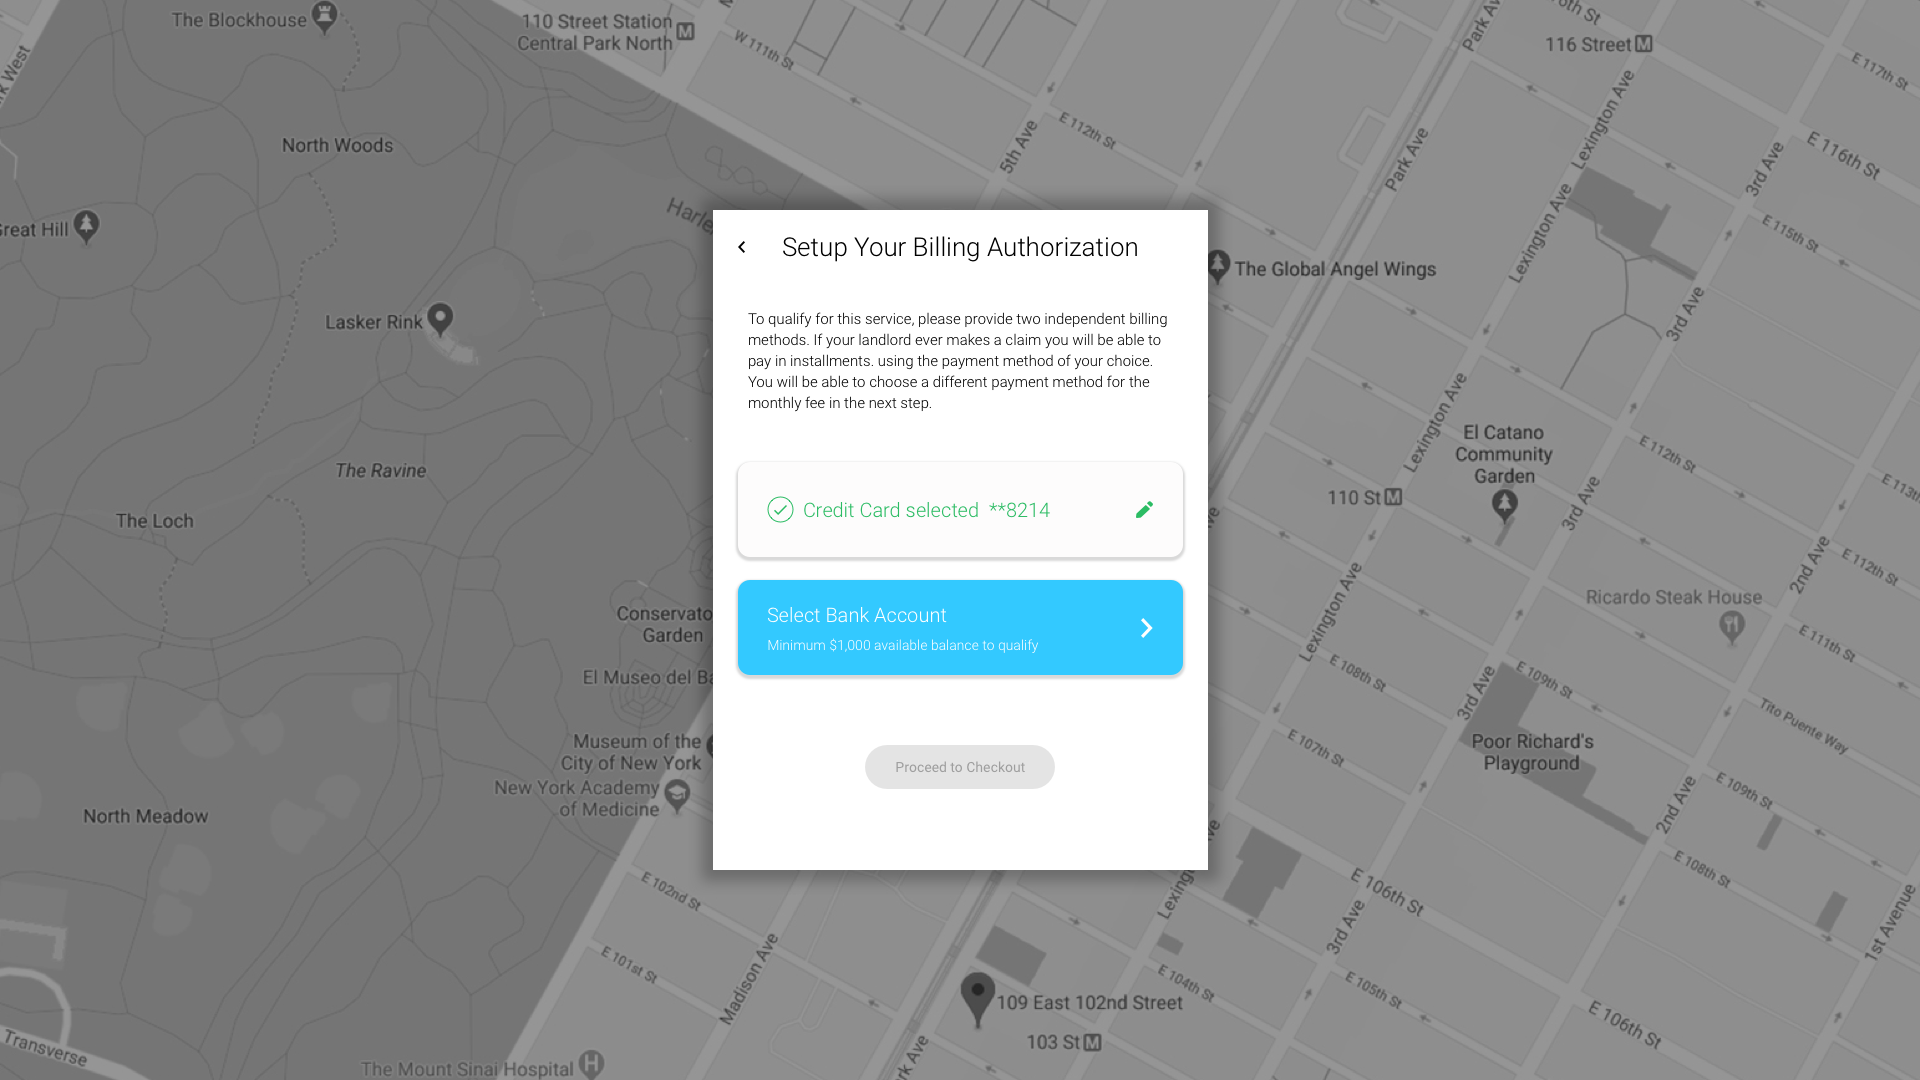 The Blockhouse
110 Street Station
Central Park North
W 111th St
Park Ave
116 Street
E 117th St
North Woods
5th Ave
E 112th St
Park Ave
Lexington Ave
3rd Ave
E 116th St
Great Hill
Lasker Rink
Setup Your Billing Authorization
The Global Angel Wings
Lexington Ave
E 115th St
3rd Ave
To qualify for this service, please provide two independent billing
methods. If your landlord ever makes a claim you will be able to
pay in installments. using the payment method of your choice.
You will be able to choose a different payment method for the
monthly fee in the next step.
The Ravine
The Loch
Credit Card selected **8214
Lexington Ave
El Catano
Community
Garden
E 112th St
110 St
3rd Ave
Select Bank Account
Minimum $1,000 available balance to qualify
Conservato
Garden
El Museo del Ba
Lexington Ave
2nd Ave
E 112th St
Ricardo Steak House
E 111th St
E 108th St
E 109th St
3rd Ave
Tito Puente Way
Museum of the
City of New York
New York Academy
of Medicine
Proceed to Checkout
E 107th St
Poor Richard's
Playground
North Meadow
2nd Ave
E 109th St
E 108th St
E 102nd St
E 106th St
3rd Ave
1st Avenue
E 101st St
Madison Ave
E 104th St
E 105th St
109 East 102nd Street
103 St
E 106th St
Transverse
The Mount Sinai Hospital